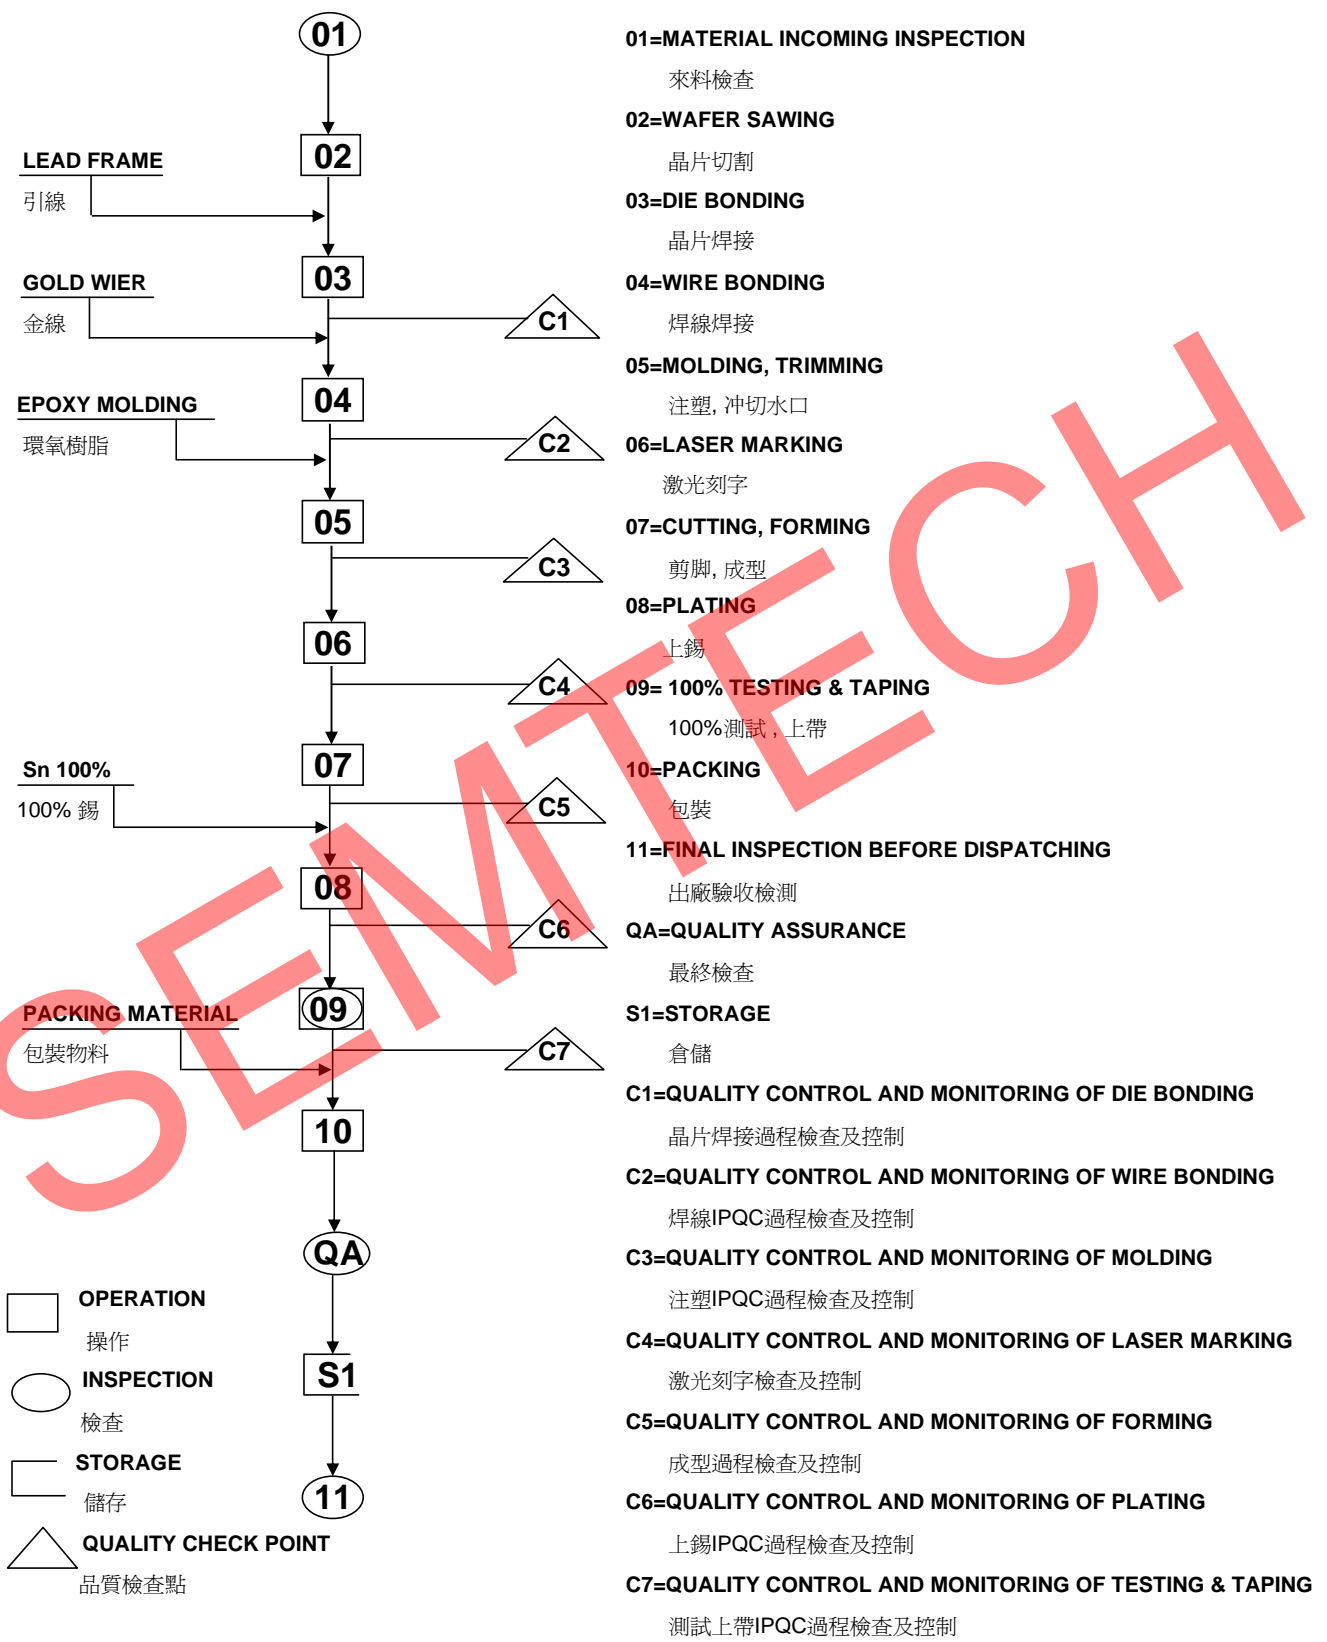 01
02
LEAD FRAME
引線
03
GOLD WIER
金線
C1
04
EPOXY MOLDING
環氧樹脂
C2
05
C3
06
C4
07
Sn 100%
100% 錫
C5
08
C6
09
PACKING MATERIAL
包裝物料
C7
10
QA
S1
11
OPERATION
操作
INSPECTION
檢查
STORAGE
儲存
QUALITY CHECK POINT
品質檢查點
01=MATERIAL INCOMING INSPECTION
來料檢查
02=WAFER SAWING
晶片切割
03=DIE BONDING
晶片焊接
04=WIRE BONDING
焊線焊接
05=MOLDING, TRIMMING
注塑, 冲切水口
06=LASER MARKING
激光刻字
07=CUTTING, FORMING
剪脚, 成型
08=PLATING
上錫
09= 100% TESTING & TAPING
100%測試 , 上帶
10=PACKING
包裝
11=FINAL INSPECTION BEFORE DISPATCHING
出廠驗收檢測
QA=QUALITY ASSURANCE
最終檢查
S1=STORAGE
倉儲
C1=QUALITY CONTROL AND MONITORING OF DIE BONDING
晶片焊接過程檢查及控制
C2=QUALITY CONTROL AND MONITORING OF WIRE BONDING
焊線IPQC過程檢查及控制
C3=QUALITY CONTROL AND MONITORING OF MOLDING
注塑IPQC過程檢查及控制
C4=QUALITY CONTROL AND MONITORING OF LASER MARKING
激光刻字檢查及控制
C5=QUALITY CONTROL AND MONITORING OF FORMING
成型過程檢查及控制
C6=QUALITY CONTROL AND MONITORING OF PLATING
上錫IPQC過程檢查及控制
C7=QUALITY CONTROL AND MONITORING OF TESTING & TAPING
測試上帶IPQC過程檢查及控制
SEMTECH